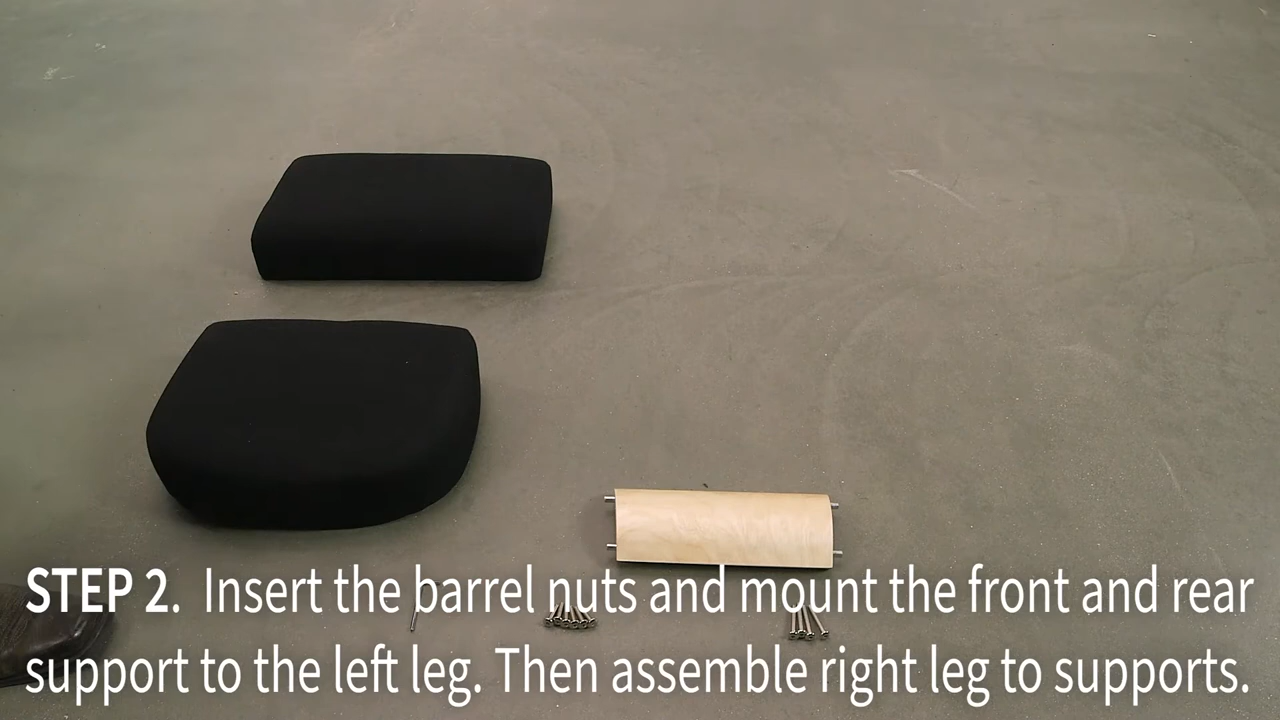 STEP 2. Insert the barrel nuts and mount the front and rear
support to the left leg. Then assemble right leg to supports.